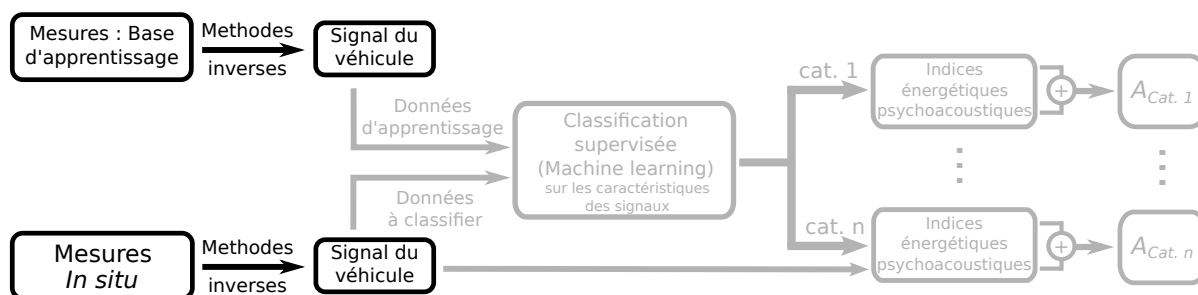 Mesures : Base
d'apprentissage
Methodes
inverses
Signal du
véhicule
Données
d'apprentissage
Classification
supervisée
(Machine learning)
sur les caractéristiques
des signaux
Données
à classifier
Mesures
In situ
Methodes
inverses
Signal du
véhicule
cat. 1
Indices
énergétiques
psychoacoustiques
+
A Cat. 1
cat. n
Indices
énergétiques
psychoacoustiques
+
A Cat. n